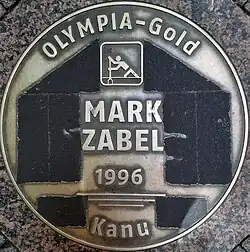 OLYMPIA-Gold
MARK
ZABEL
1996
Kanu